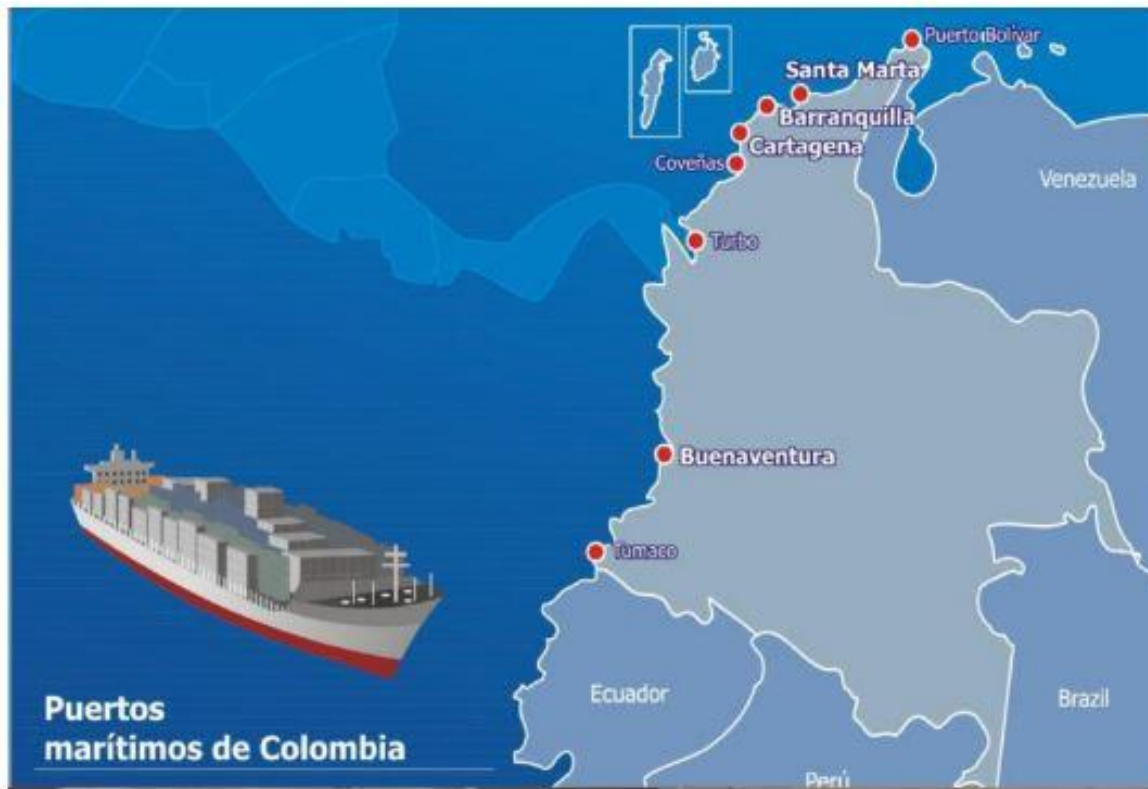 Puerto Bolívar
Santa Marta
Barranquilla
Cartagena
Coveñas
Venezuela
Turbo
Buenaventura
Tumaco
Ecuador
Brazil
Perú
Puertos
marítimos de Colombia